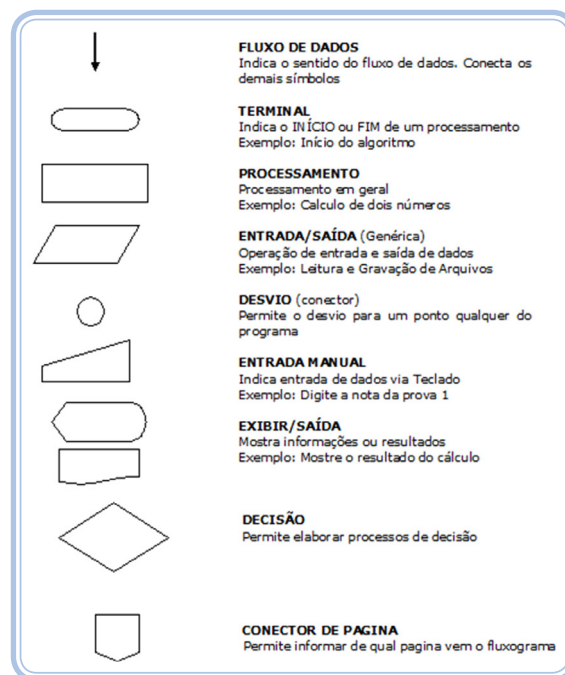 FLUXO DE DADOS
Indica o sentido do fluxo de dados. Conecta os
demais símbolos
TERMINAL
Indica o INÍCIO ou FIM de um processamento
Exemplo: Início do algoritmo
PROCESSAMENTO
Processamento em geral
Exemplo: Calculo de dois números
ENTRADA/SAÍDA (Genérica)
Operação de entrada e saída de dados
Exemplo: Leitura e Gravação de Arquivos
DESVIO (conector)
Permite o desvio para um ponto qualquer do
programa
ENTRADA MANUAL
Indica entrada de dados via Teclado
Exemplo: Digite a nota da prova 1
EXIBIR/SAÍDA
Mostra informações ou resultados
Exemplo: Mostre o resultado do cálculo
DECISÃO
Permite elaborar processos de decisão
CONECTOR DE PAGINA
Permite informar de qual pagina vem o fluxograma